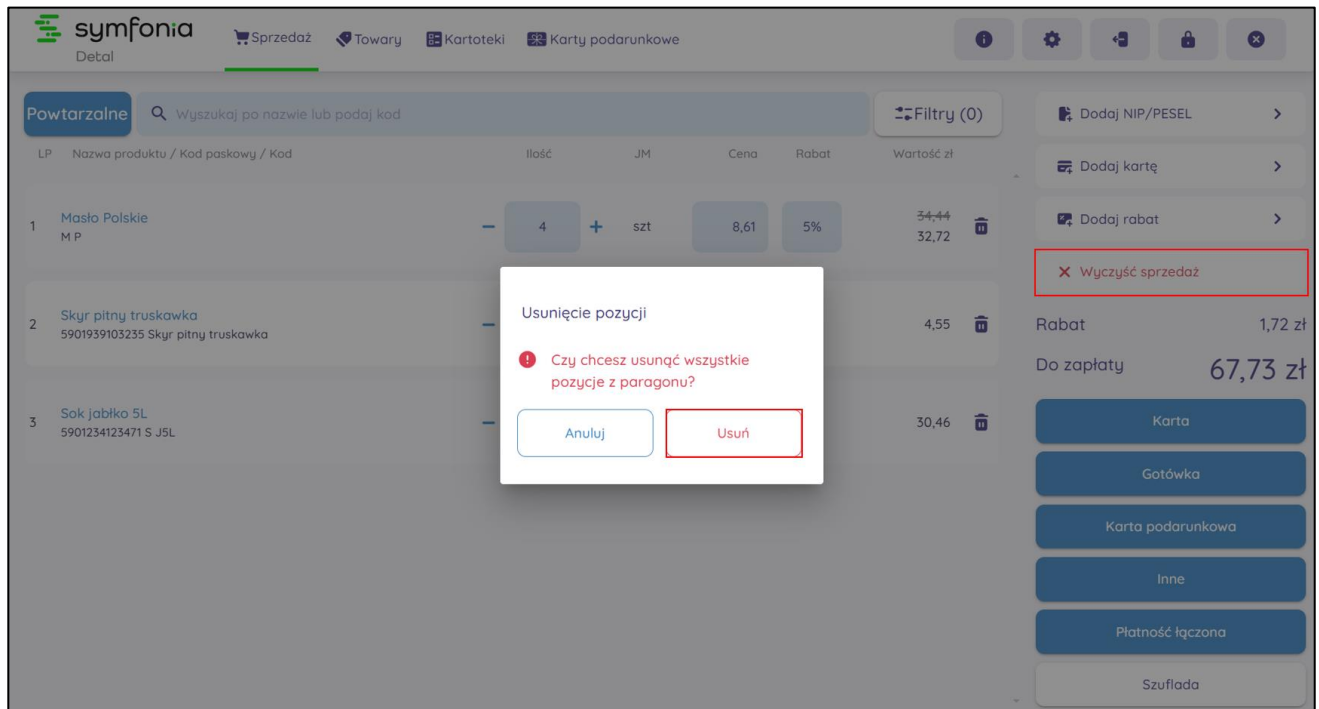 symfonia
Detal
Sprzedaż Towary Kartoteki Karty podarunkowe
Powtarzalne Wyszukaj po nazwie lub podaj kod Filtry (0)
LP Nazwa produktu / Kod paskowy / Kod Ilość JM Cena Rabat Wartość zł
1 Masło Polskie
M P
4 szt 8,61 5% 34,44
32,72
2 Skyr pitny truskawka
5901939103235 Skyr pitny truskawka
4,55
3 Sok jabłko 5L
5901234123471 S J5L
30,46
Usunięcie pozycji
Czy chcesz usunąć wszystkie
pozycje z paragonu?
Anuluj Usuń
Dodaj NIP/PESEL
Dodaj kartę
Dodaj rabat
Wyczyść sprzedaż
Rabat 1,72 zł
Do zapłaty 67,73 zł
Karta
Gotówka
Karta podarunkowa
Inne
Płatność łączona
Szuflada